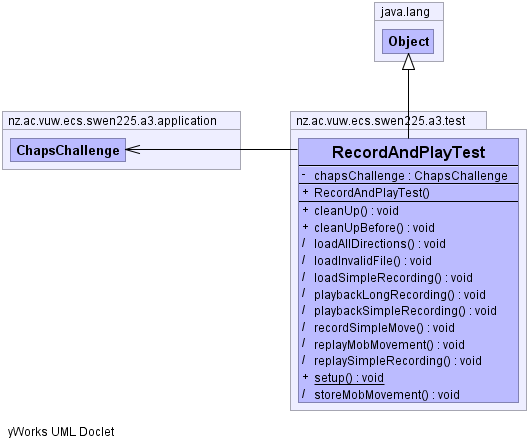 java.lang
Object
nz.ac.vuw.ecs.swen225.a3.application
ChapsChallenge
nz.ac.vuw.ecs.swen225.a3.test
RecordAndPlayTest
- chapsChallenge : ChapsChallenge
+ RecordAndPlayTest()
+ cleanUp() : void
+ cleanUpBefore() : void
/ loadAllDirections() : void
/ loadInvalidFile() : void
/ loadSimpleRecording() : void
/ playbackLongRecording() : void
/ playbackSimpleRecording() : void
/ recordSimpleMove() : void
/ replayMobMovement() : void
/ replaySimpleRecording() : void
+ setup() : void
/ storeMobMovement() : void
yWorks UML Doclet